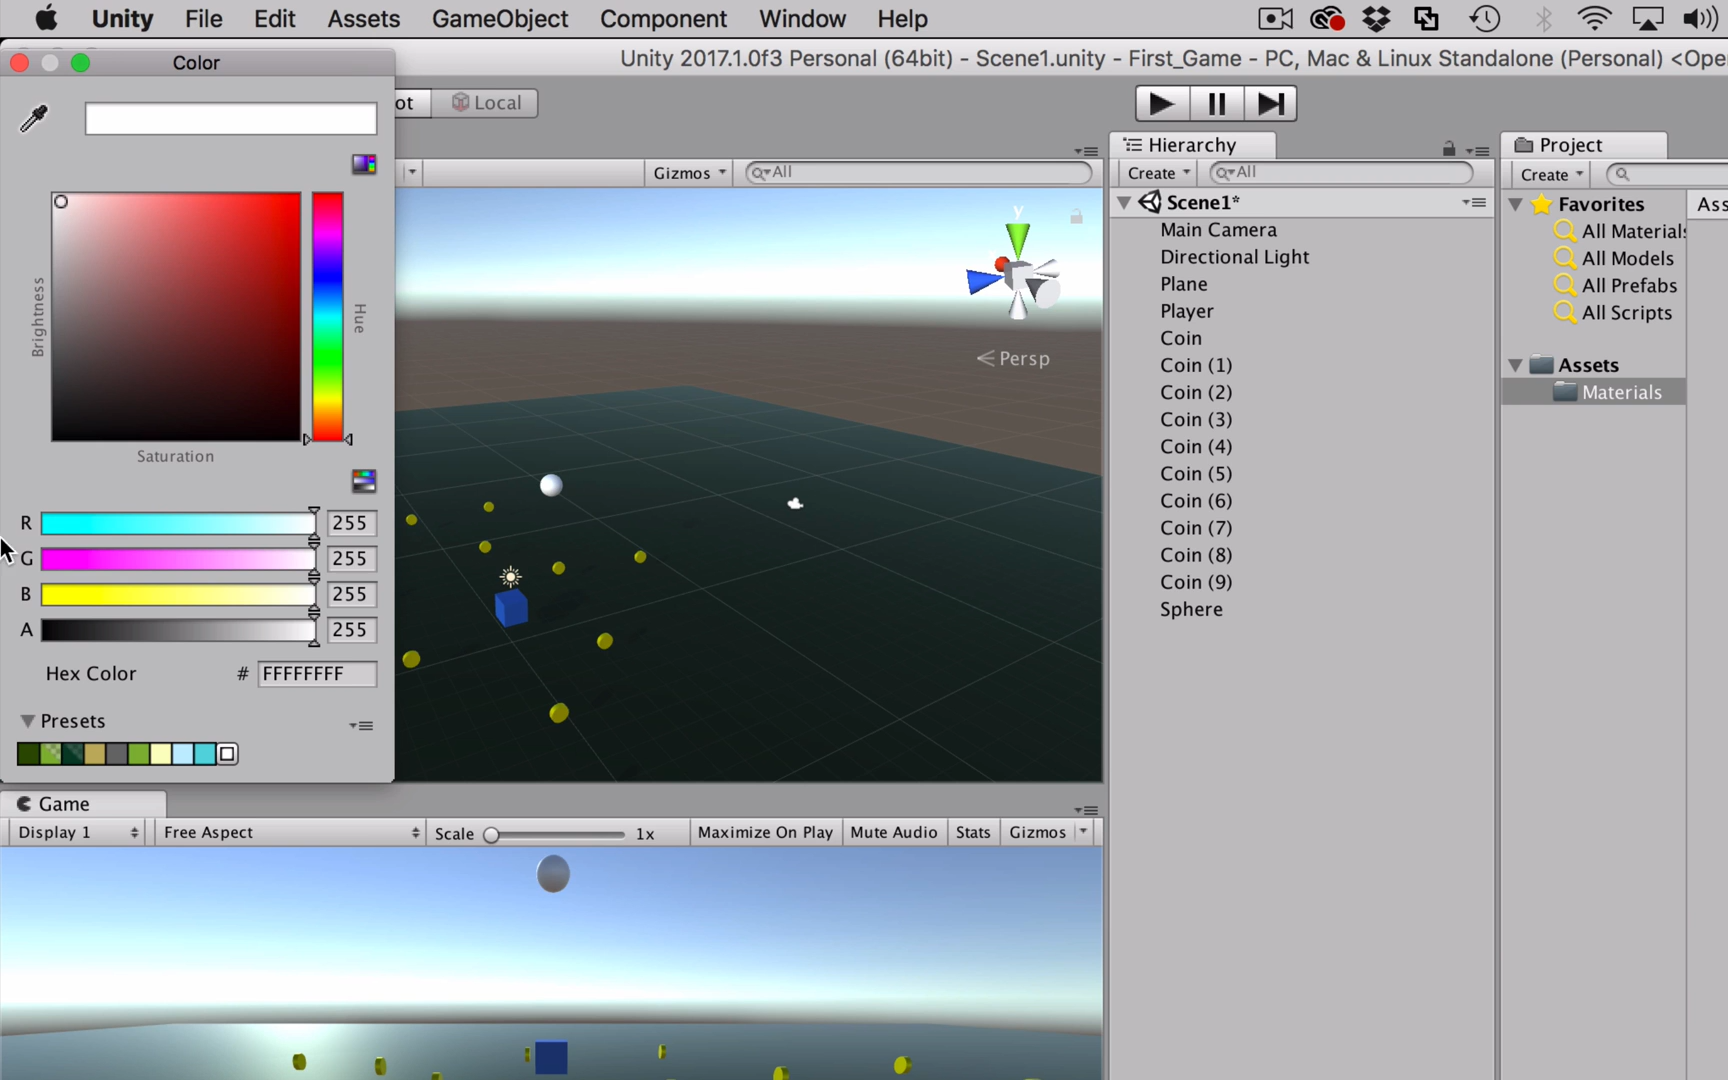 Unity File Edit Assets GameObject Component Window Help
Unity 2017.1.0f3 Personal (64bit) - Scene1.unity - First_Game - PC, Mac & Linux Standalone (Personal) <Ope
Color
ot Local
Hierarchy
Project
Gizmos All
Create All
Create
Scene1*
Favorites
Ass
Main Camera
All Materials
Directional Light
All Models
Plane
All Prefabs
Player
All Scripts
Coin
y
Persp
Coin (1)
Assets
Coin (2)
Materials
Coin (3)
Coin (4)
Coin (5)
Coin (6)
Coin (7)
Coin (8)
Coin (9)
Sphere
Brightness
Hue
Saturation
R 255
G 255
B 255
A 255
Hex Color # FFFFFFFF
Presets
Game
Display 1 Free Aspect Scale 1x Maximize On Play Mute Audio Stats Gizmos